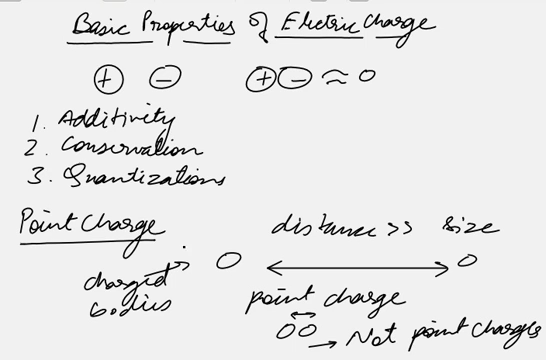 Basic Properties of Electric Charge
+ - + - ≈ 0
1. Additivity
2. Conservation
3. Quantizations
Point Charge
distance >> size
charged bodies
point charge
→ Not point charges